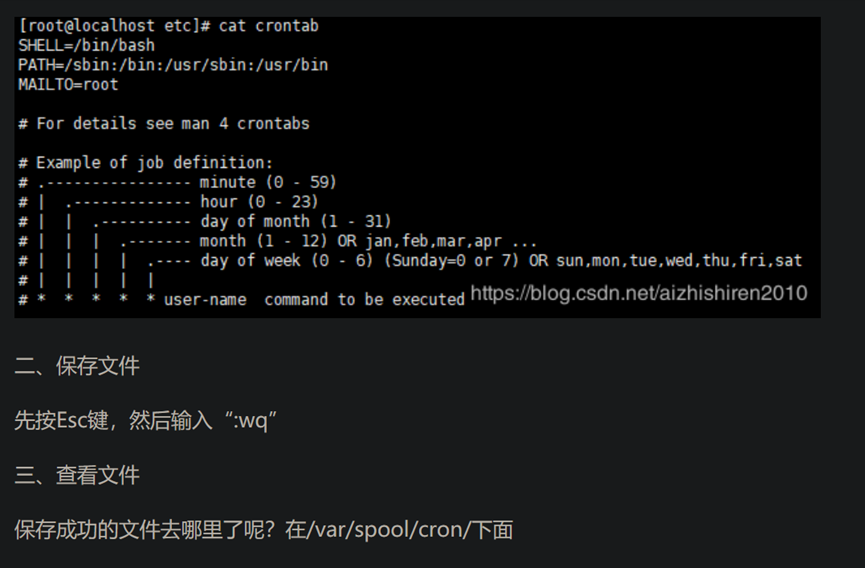 [root@localhost etc]# cat crontab
SHELL=/bin/bash
PATH=/sbin:/bin:/usr/sbin:/usr/bin
MAILTO=root
# For details see man 4 crontabs
# Example of job definition:
# .---------------- minute (0 - 59)
# | .------------- hour (0 - 23)
# | | .---------- day of month (1 - 31)
# | | | .------- month (1 - 12) OR jan,feb,mar,apr ...
# | | | | .---- day of week (0 - 6) (Sunday=0 or 7) OR sun,mon,tue,wed,thu,fri,sat
# | | | | |
# * * * * * user-name command to be executed https://blog.csdn.net/aizhishiren2010
二、保存文件
先按Esc键，然后输入“:wq”
三、查看文件
保存成功的文件去哪里了呢？在/var/spool/cron/下面